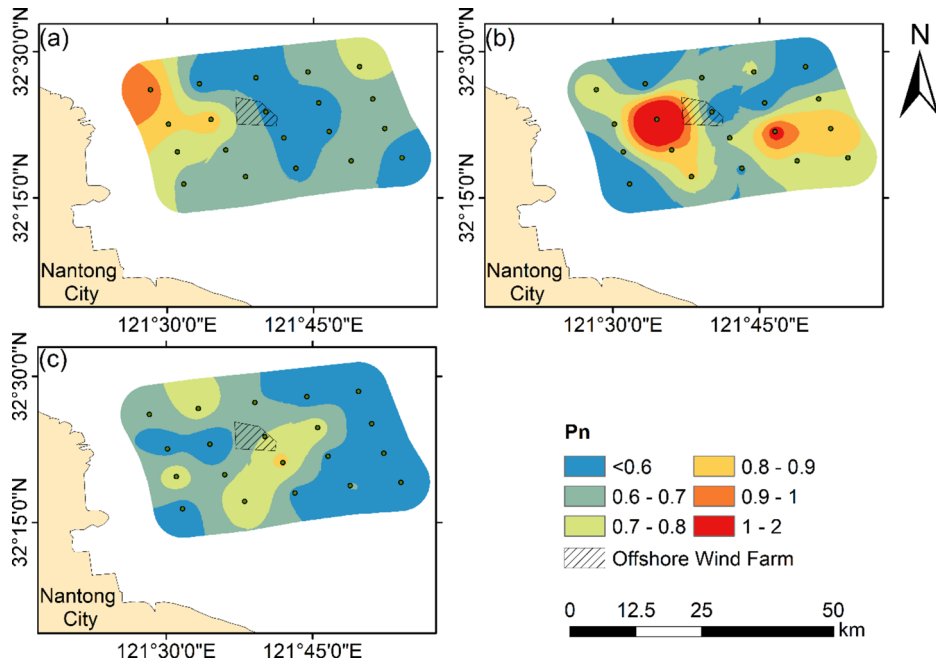 (a)
32°30'0"N
32°15'0"N
Nantong
City
121°30'0"E
121°45'0"E
(b)
32°30'0"N
32°15'0"N
Nantong
City
121°30'0"E
121°45'0"E
N
(c)
32°30'0"N
32°15'0"N
Nantong
City
121°30'0"E
121°45'0"E
Pn
<0.6
0.8 - 0.9
0.6 - 0.7
0.9 - 1
0.7 - 0.8
1 - 2
Offshore Wind Farm
0 12.5 25 50
km